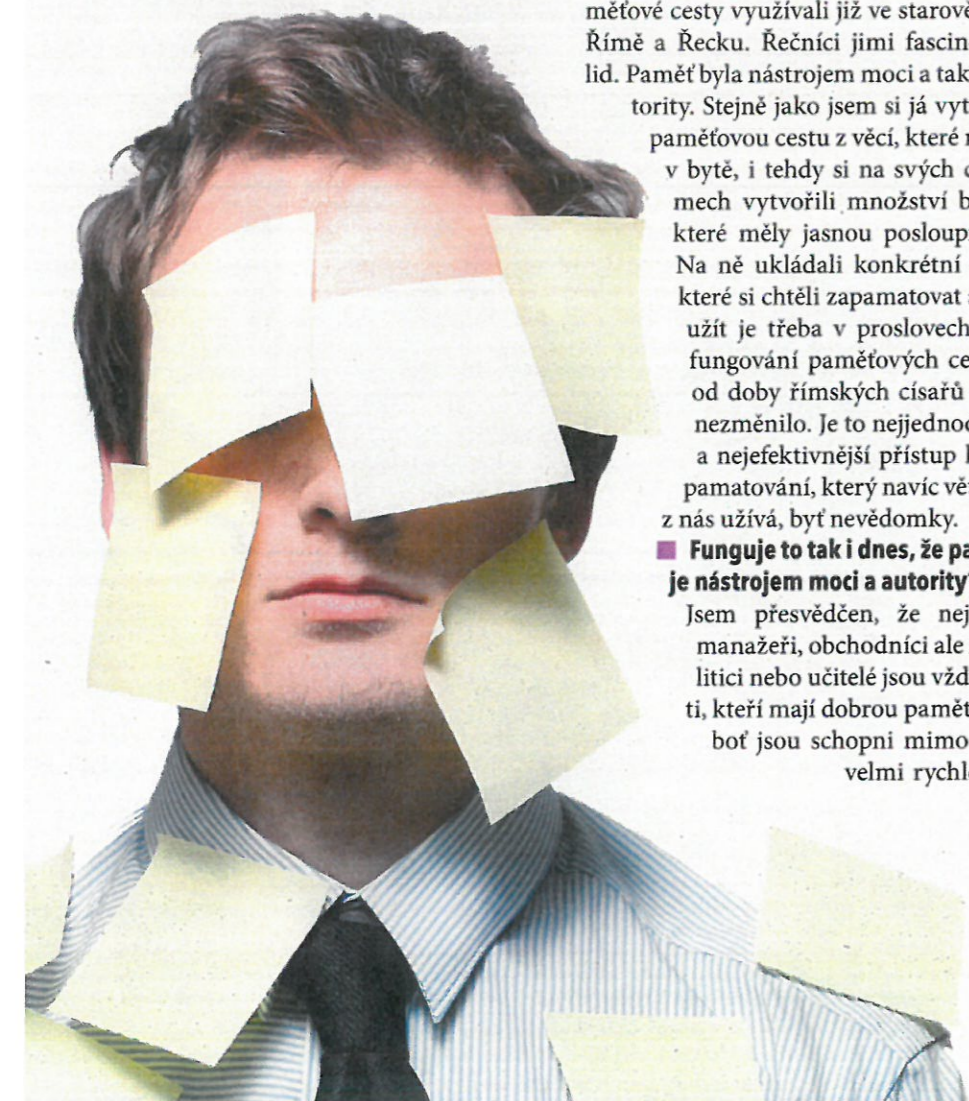 měťové cesty využívali již ve starově
Římě a Řecku. Řečníci jimi fascin
lid. Paměť byla nástrojem moci a tak
tority. Stejně jako jsem si já vyt
paměťovou cestu z věcí, které
v bytě, i tehdy si na svých
mech vytvořili množství
které měly jasnou posloup
Na ně ukládali konkrétní
které si chtěli zapamatovat
užít je třeba v proslovech
fungování paměťových ce
od doby římských císařů
nezměnilo. Je to nejjednod
a nejefektivnější přístup
pamatování, který navíc vě
z nás užívá, byť nevědomky.
Funguje to tak i dnes, že pa
je nástrojem moci a autority
Jsem přesvědčen, že nej
manažeři, obchodníci ale
litici nebo učitelé jsou vžd
ti, kteří mají dobrou pamět
boť jsou schopni mimo
velmi rychl